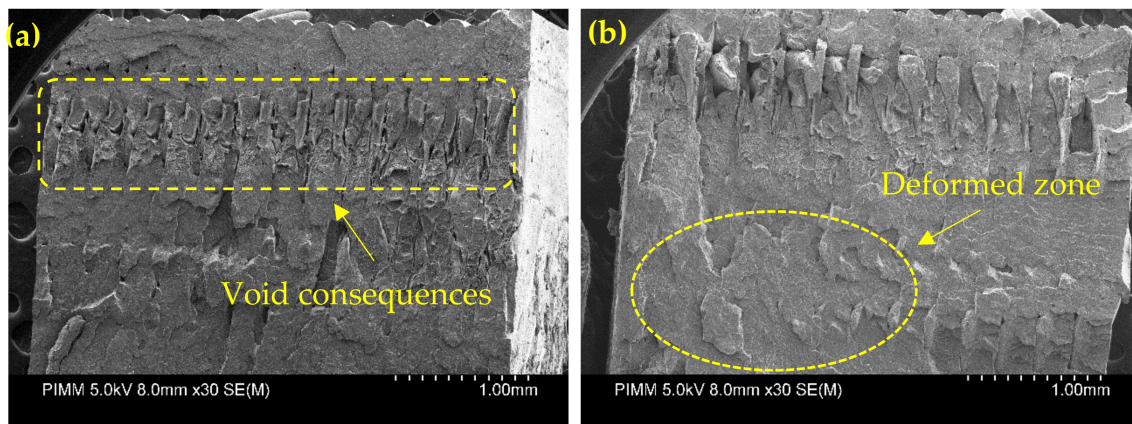 (a)
Void consequences
PIMM 5.0kV 8.0mm x30 SE(M)
1.00mm
(b)
Deformed zone
PIMM 5.0kV 8.0mm x30 SE(M)
1.00mm